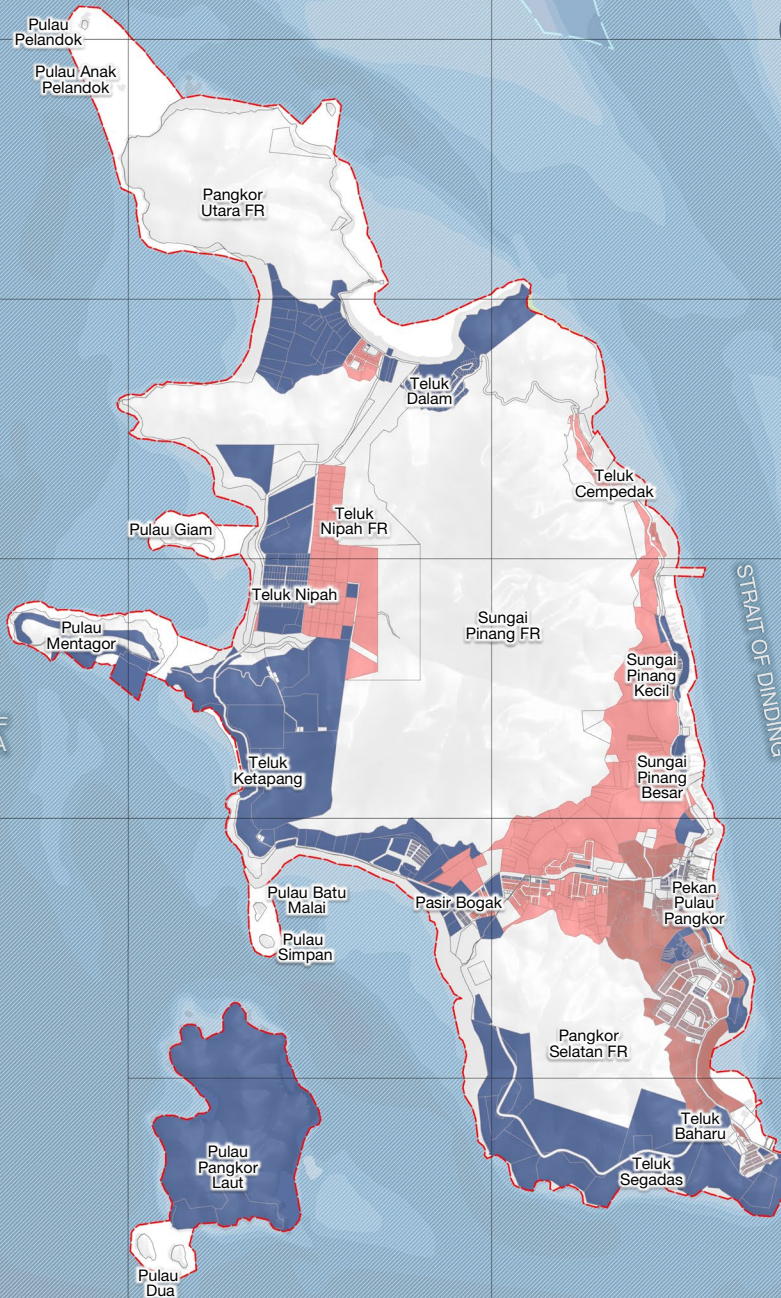 Pulau
Pelandok
Pulau Anak
Pelandok
Pangkor
Utara FR
Teluk
Dalam
Teluk
Cempedak
Teluk
Nipah FR
Pulau Giam
Teluk Nipah
Pulau
Mentagor
Sungai
Pinang FR
STRAIT OF DINDING
Sungai
Pinang
Kecil
Teluk
Ketapang
Sungai
Pinang
Besar
Pulau Batu
Malai
Pasir Bogak
Pekan
Pulau
Pangkor
Pulau
Simpan
Pangkor
Selatan FR
Teluk
Baharu
Pulau
Pangkor
Laut
Teluk
Segadas
Pulau
Dua